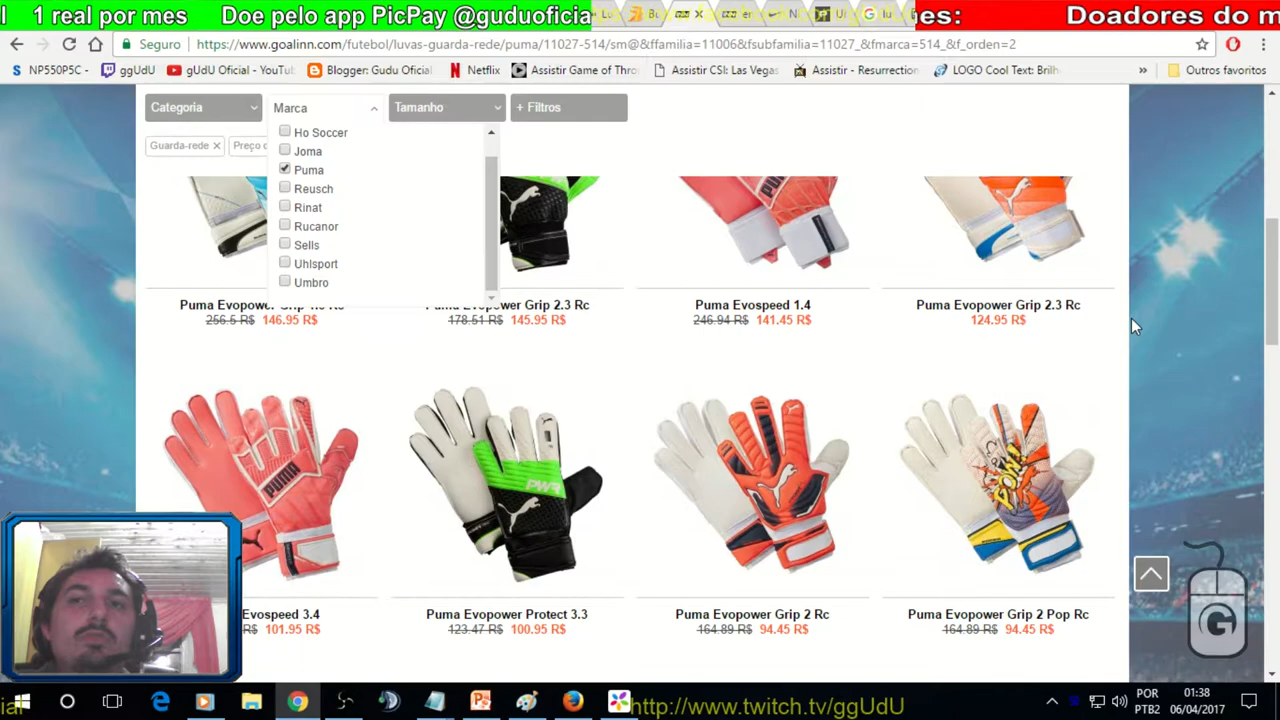 l 1 real por mes Doe pelo app PicPay @guduoficia
es: Doadores do m
Seguro https://www.goalinn.com/futebol/luvas-guarda-rede/puma/11027-514/sm@&ffamilia=11006&fsubfamilia=11027_&fmarca=514_&f_orden=2
NP550P5C - ggUdU gUdU Oficial - YouTu Blogger: Gudu Oficial Netflix Assistir Game of Thro Assistir CSI: Las Vegas Assistir - Resurrection LOGO Cool Text: Brilh » Outros favoritos
Categoria Marca Tamanho + Filtros
Guarda-rede × Preço d
Ho Soccer
Joma
Puma
Reusch
Rinat
Rucanor
Sells
Uhlsport
Umbro
Puma Evopower Grip 2.3 Rc Puma Evospeed 1.4 Puma Evopower Grip 2.3 Rc
256.5 R$ 146.95 R$ 178.51 R$ 145.95 R$ 246.94 R$ 141.45 R$ 124.95 R$
PUMA
PWR
POW!
Evospeed 3.4 Puma Evopower Protect 3.3 Puma Evopower Grip 2 Rc Puma Evopower Grip 2 Pop Rc
R$ 101.95 R$ 123.47 R$ 100.95 R$ 164.89 R$ 94.45 R$ 164.89 R$ 94.45 R$
G
cial http://www.twitch.tv/ggUdU
POR
PTB2
01:38
06/04/2017